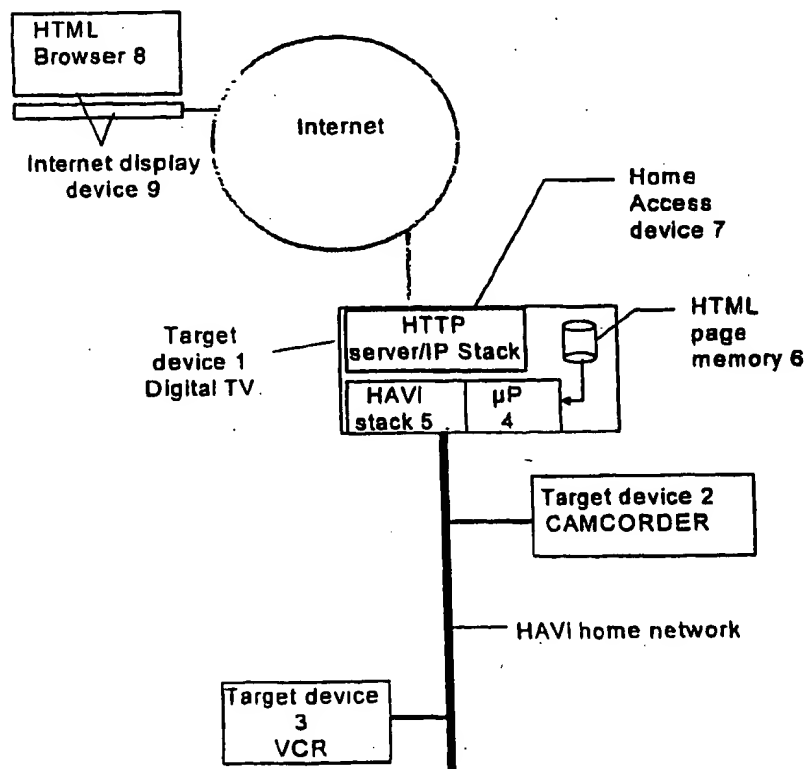 HTML
Browser 8
Internet display
device 9
Internet
Home
Access
device 7
Target
device 1
Digital TV
HTTP
server/IP Stack
HTML
page
memory 6
HAVI
stack 5
µP
4
Target device 2
CAMCORDER
HAVI home network
Target device
3
VCR